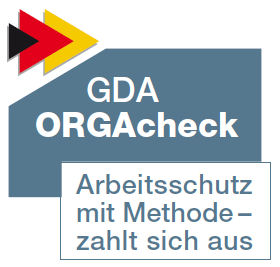 GDA
ORGAcheck
Arbeitsschutz
mit Methode –
zahlt sich aus